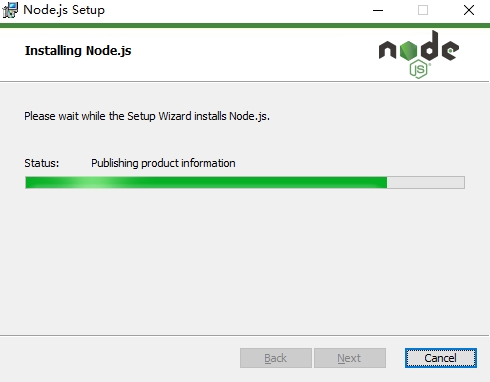 Node.js Setup
Installing Node.js
node
JS
Please wait while the Setup Wizard installs Node.js.
Status: Publishing product information
Back Next Cancel